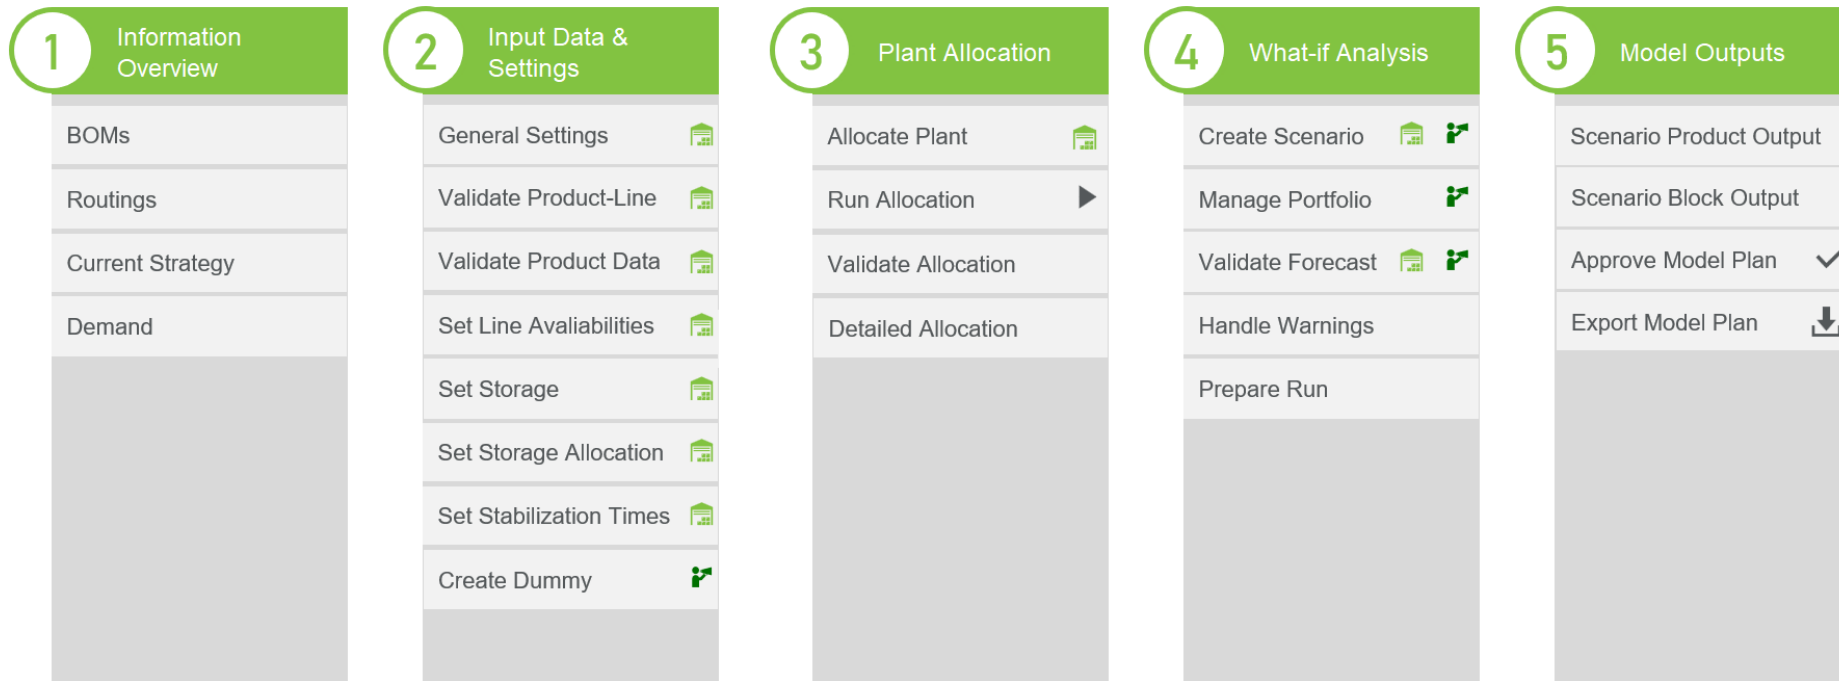 1
Information
Overview
BOMs
Routings
Current Strategy
Demand
2
Input Data &
Settings
General Settings
Validate Product-Line
Validate Product Data
Set Line Avaliabilities
Set Storage
Set Storage Allocation
Set Stabilization Times
Create Dummy
3
Plant Allocation
Allocate Plant
Run Allocation
Validate Allocation
Detailed Allocation
4
What-if Analysis
Create Scenario
Manage Portfolio
Validate Forecast
Handle Warnings
Prepare Run
5
Model Outputs
Scenario Product Output
Scenario Block Output
Approve Model Plan
Export Model Plan